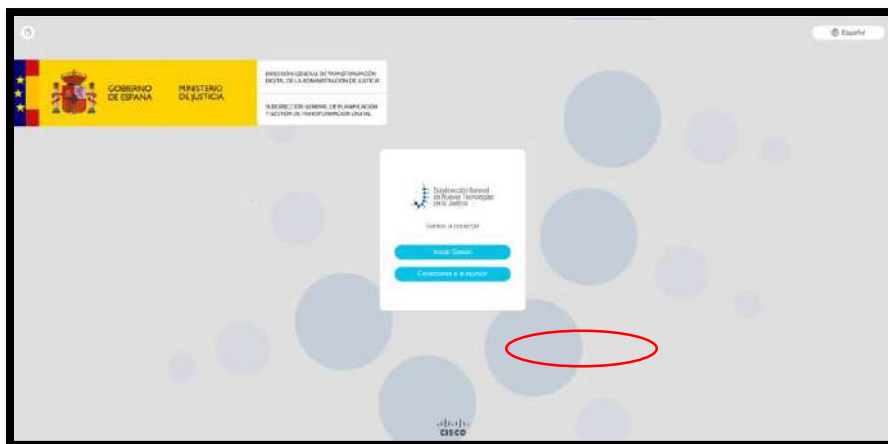 Español
GOBIERNO
DE ESPAÑA
MINISTERIO
DE JUSTICIA
DIRECCIÓN GENERAL DE TRANSFORMACIÓN
DIGITAL DE LA ADMINISTRACIÓN DE JUSTICIA
SUBDIRECCIÓN GENERAL DE PLANIFICACIÓN
Y GESTIÓN DE TRANSFORMACIÓN DIGITAL
Subdirección General
de Nuevas Tecnologías
de la Justicia
Iniciar Sesión
Conectarse a la reunión
CISCO